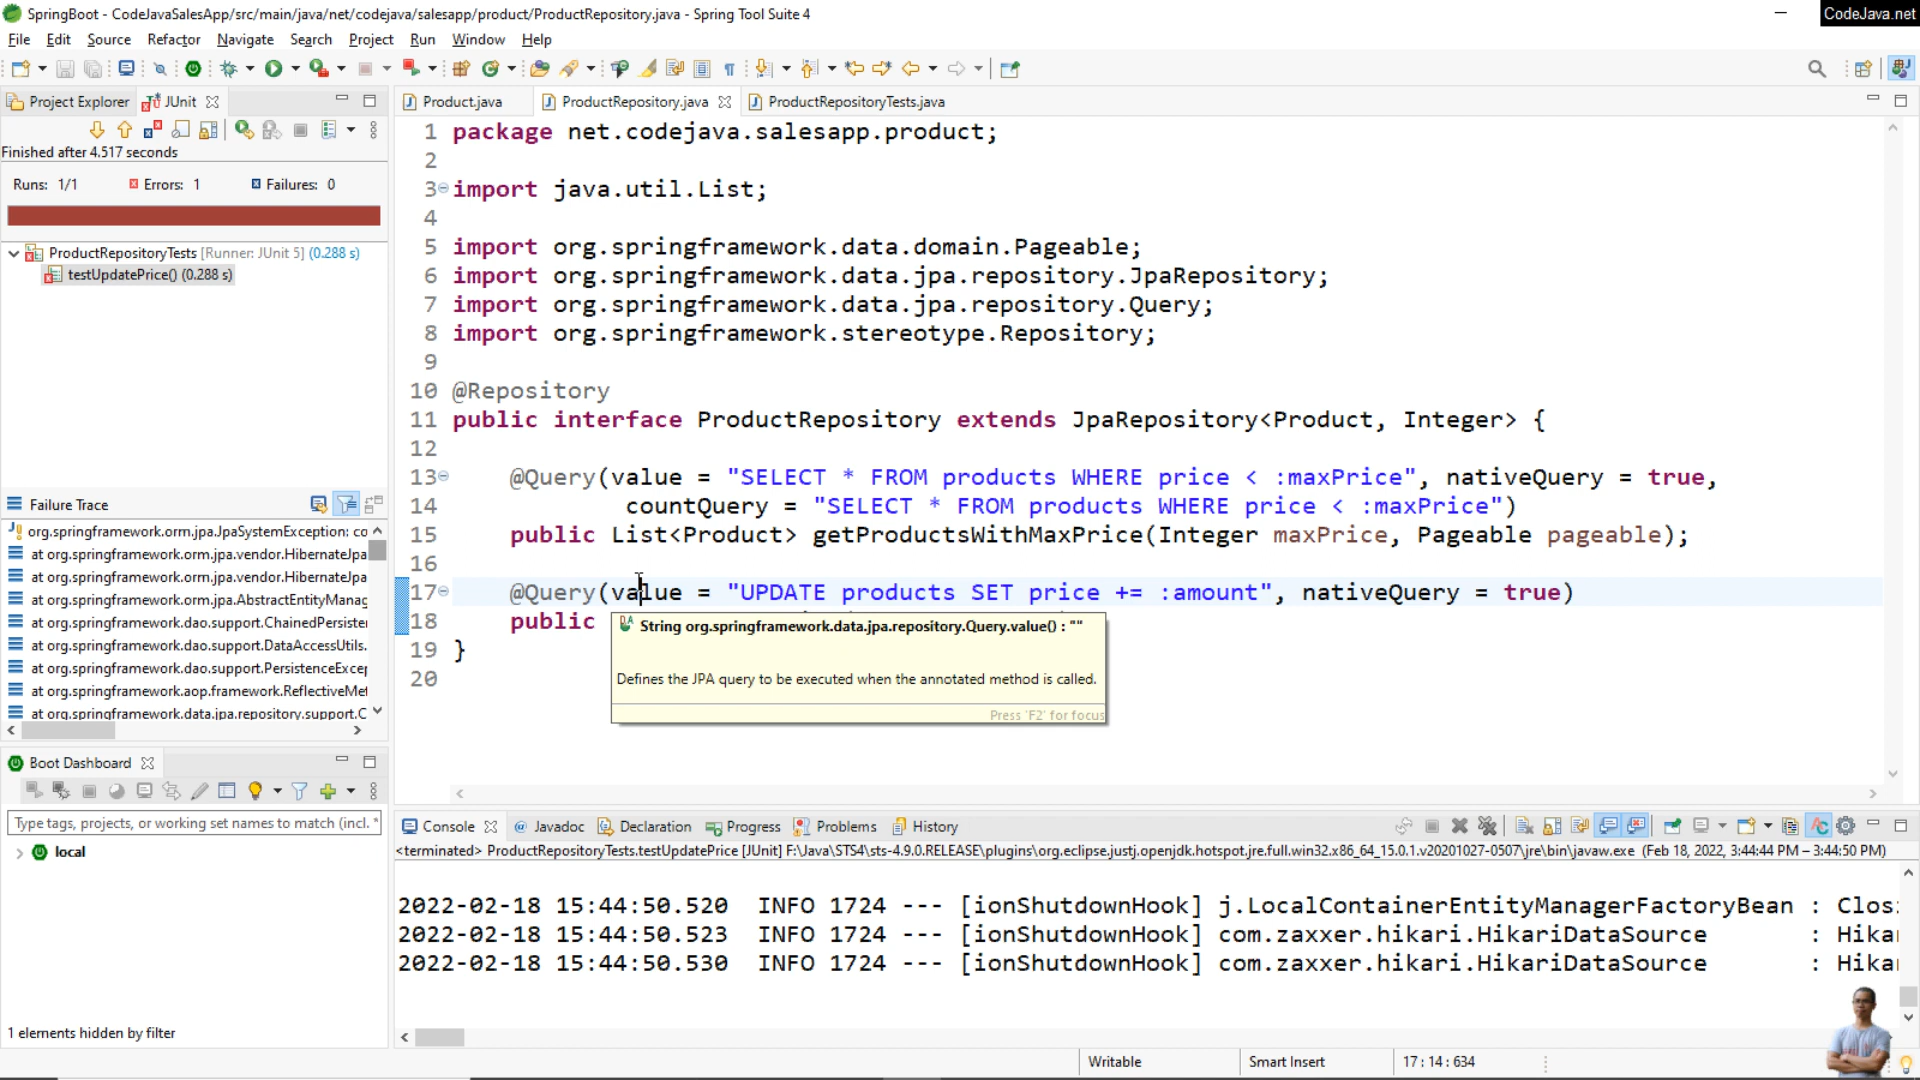 SpringBoot - CodeJavaSalesApp/src/main/java/net/codejava/salesapp/product/ProductRepository.java - Spring Tool Suite 4
CodeJava.net
File Edit Source Refactor Navigate Search Project Run Window Help
Project Explorer JUnit
Finished after 4.517 seconds
Runs: 1/1 Errors: 1 Failures: 0
ProductRepositoryTests [Runner: JUnit 5] (0.288 s)
testUpdatePrice() (0.288 s)
Failure Trace
org.springframework.orm.jpa.JpaSystemException: co
at org.springframework.orm.jpa.vendor.HibernateJpa
at org.springframework.orm.jpa.vendor.HibernateJpa
at org.springframework.orm.jpa.AbstractEntityManag
at org.springframework.dao.support.ChainedPersiste
at org.springframework.dao.support.DataAccessUtils.
at org.springframework.dao.support.PersistenceExcep
at org.springframework.aop.framework.ReflectiveMet
at org.springframework.data.jpa.repository.support.C
Boot Dashboard
Type tags, projects, or working set names to match (incl. *
local
1 elements hidden by filter
Product.java ProductRepository.java ProductRepositoryTests.java
1 package net.codejava.salesapp.product;
2
3 import java.util.List;
4
5 import org.springframework.data.domain.Pageable;
6 import org.springframework.data.jpa.repository.JpaRepository;
7 import org.springframework.data.jpa.repository.Query;
8 import org.springframework.stereotype.Repository;
9
10 @Repository
11 public interface ProductRepository extends JpaRepository<Product, Integer> {
12
13 @Query(value = "SELECT * FROM products WHERE price < :maxPrice", nativeQuery = true,
14 countQuery = "SELECT * FROM products WHERE price < :maxPrice")
15 public List<Product> getProductsWithMaxPrice(Integer maxPrice, Pageable pageable);
16
17 @Query(value = "UPDATE products SET price += :amount", nativeQuery = true)
18 public
19 }
20
String org.springframework.data.jpa.repository.Query.value() : ""
Defines the JPA query to be executed when the annotated method is called.
Press 'F2' for focus
Console Javadoc Declaration Progress Problems History
<terminated> ProductRepositoryTests.testUpdatePrice [JUnit] F:\Java\STS4\sts-4.9.0.RELEASE\plugins\org.eclipse.justj.openjdk.hotspot.jre.full.win32.x86_64_15.0.1.v20201027-0507\jre\bin\javaw.exe (Feb 18, 2022, 3:44:44 PM – 3:44:50 PM)
2022-02-18 15:44:50.520 INFO 1724 --- [ionShutdownHook] j.LocalContainerEntityManagerFactoryBean : Clos
2022-02-18 15:44:50.523 INFO 1724 --- [ionShutdownHook] com.zaxxer.hikari.HikariDataSource : Hika
2022-02-18 15:44:50.530 INFO 1724 --- [ionShutdownHook] com.zaxxer.hikari.HikariDataSource : Hika
Writable Smart Insert 17 : 14 : 634